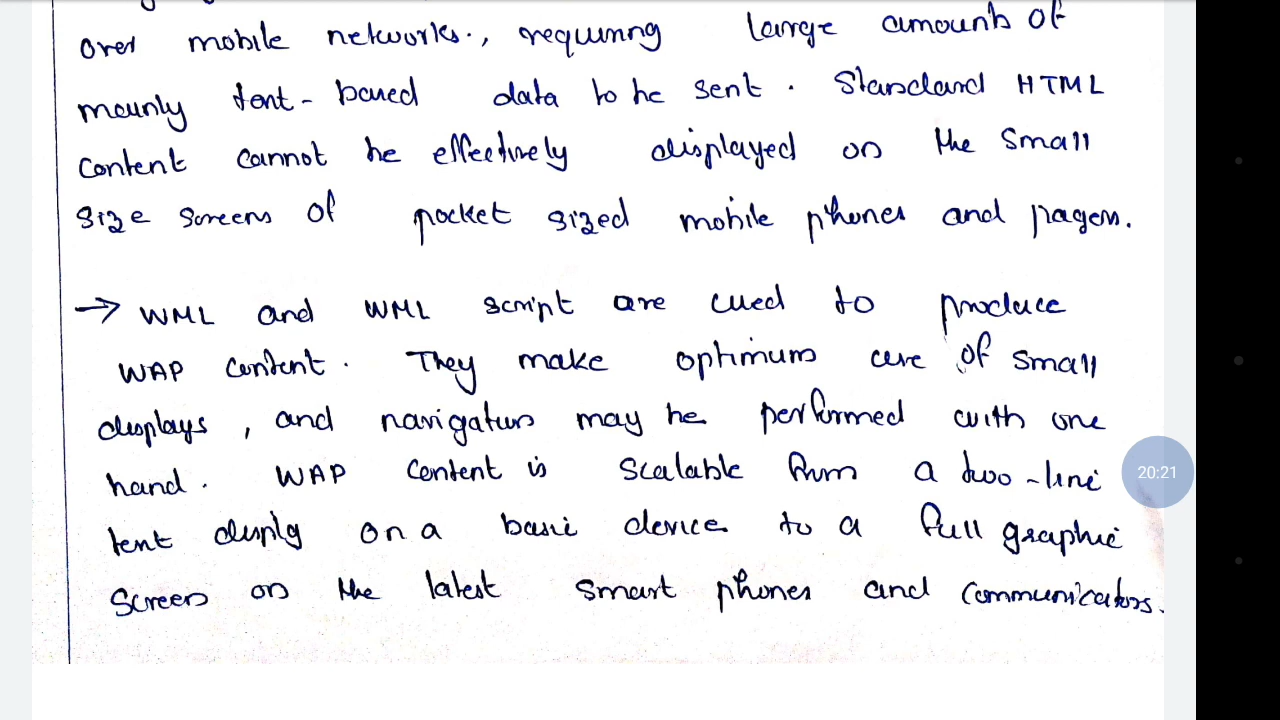 over mobile networks., requiring large amounts of
mainly text-based data to be sent. Standard HTML
content cannot be effectively displayed on the small
size screens of pocket sized mobile phones and pagers.
→ WML and WML script are used to produce
WAP content. They make optimum use of small
displays, and navigation may be performed with one
hand. WAP content is scalable from a two-line
20:21
text display on a basic device to a full graphic
screen on the latest smart phones and communicators.